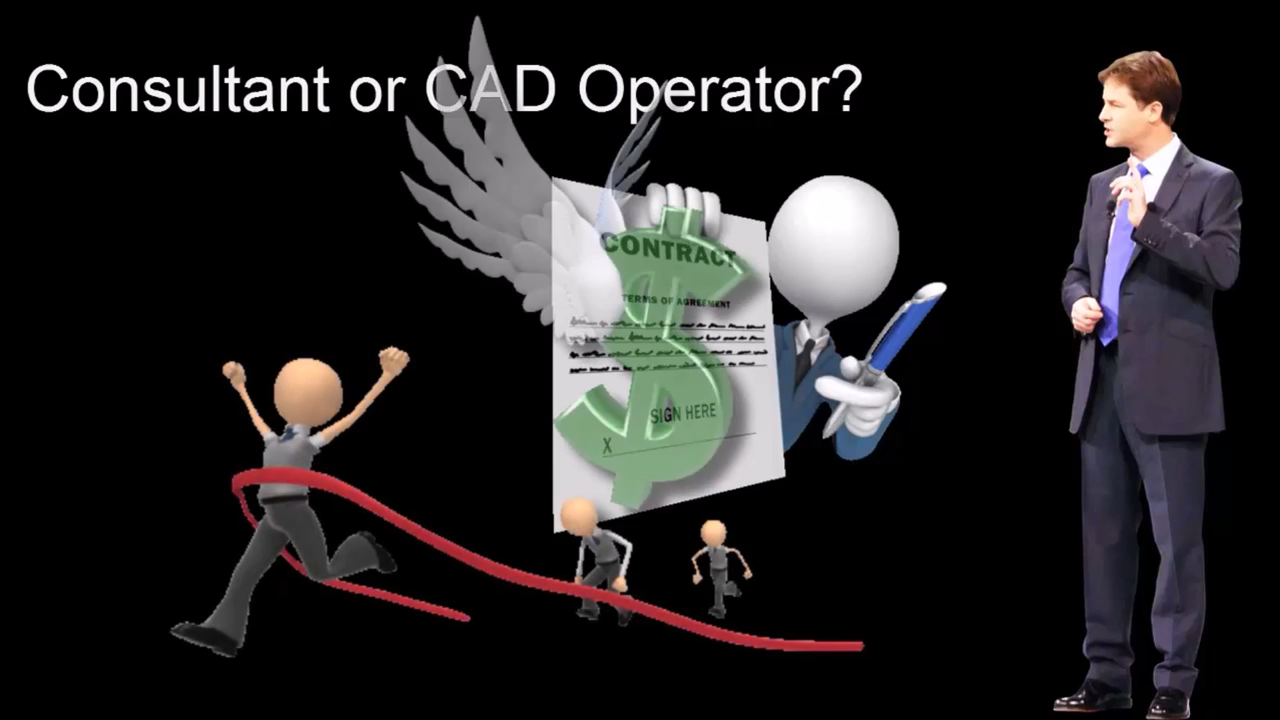 Consultant or CAD Operator?
CONTRACT
TERMS OF AGREEMENT
SIGN HERE
X